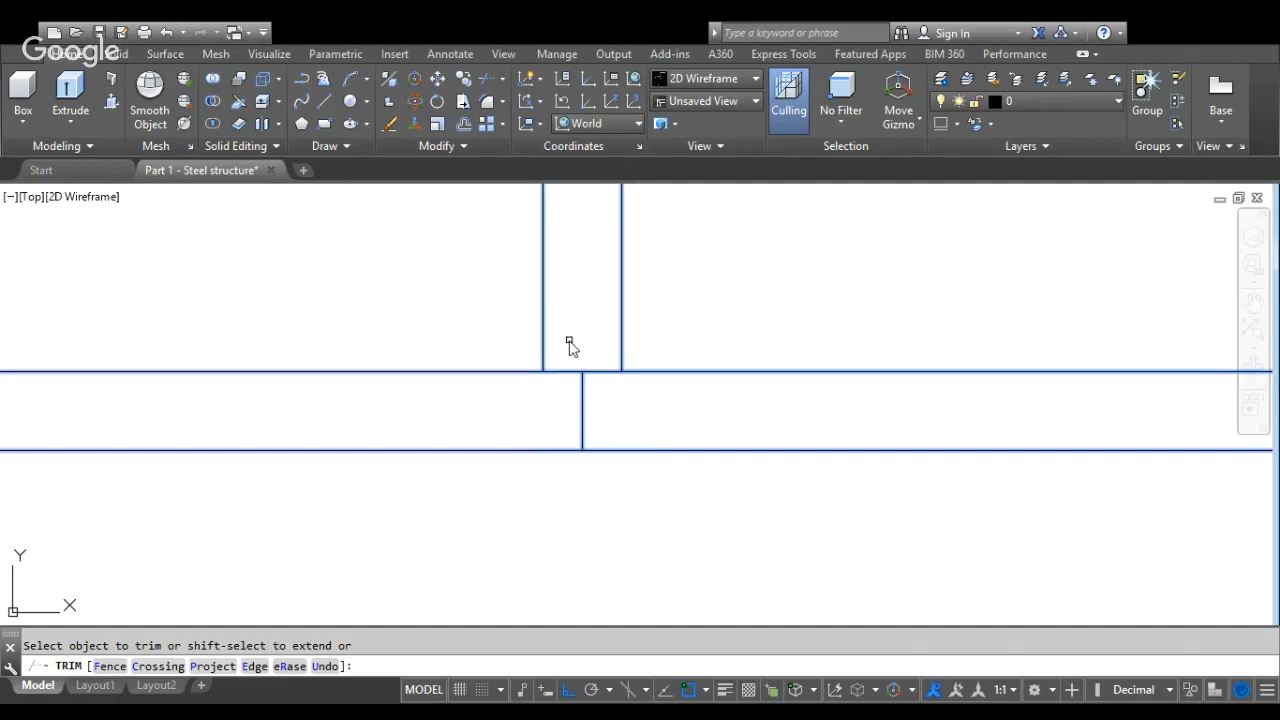 Type a keyword or phrase
Sign In
Google
Surface
Mesh
Visualize
Parametric
Insert
Annotate
View
Manage
Output
Add-ins
A360
Express Tools
Featured Apps
BIM 360
Performance
Box
Extrude
Smooth
Object
2D Wireframe
Unsaved View
World
Culling
No Filter
Move
Gizmo
0
Group
Base
Modeling
Mesh
Solid Editing
Draw
Modify
Coordinates
View
Selection
Layers
Groups
View
Start
Part 1 - Steel structure*
[−][Top][2D Wireframe]
Y
X
Select object to trim or shift-select to extend or
TRIM [Fence Crossing Project Edge eRase Undo]:
Model
Layout1
Layout2
MODEL
1:1
Decimal